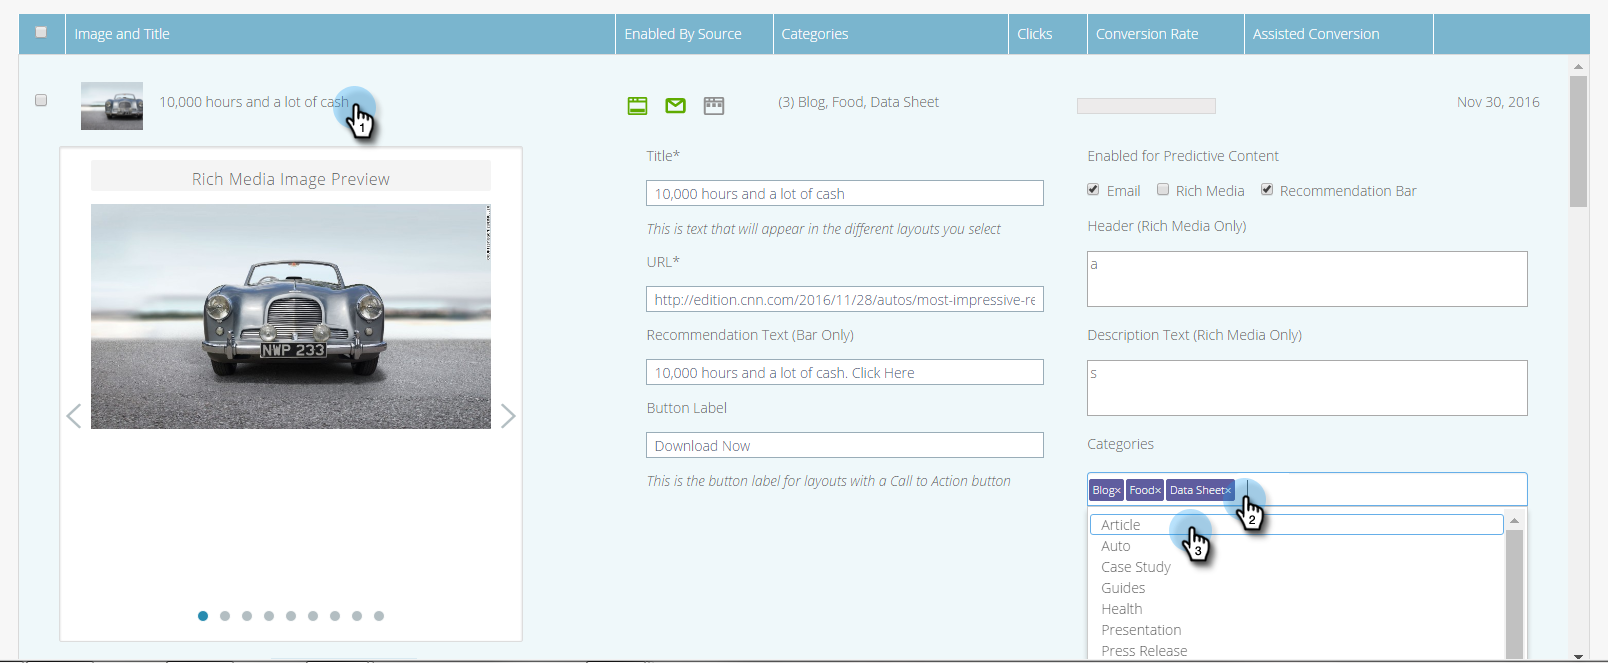 Image and Title Enabled By Source Categories Clicks Conversion Rate Assisted Conversion
10,000 hours and a lot of cash (3) Blog, Food, Data Sheet Nov 30, 2016
1
Rich Media Image Preview
NWP 233
Title*
10,000 hours and a lot of cash
This is text that will appear in the different layouts you select
URL*
http://edition.cnn.com/2016/11/28/autos/most-impressive-re
Recommendation Text (Bar Only)
10,000 hours and a lot of cash. Click Here
Button Label
Download Now
This is the button label for layouts with a Call to Action button
Enabled for Predictive Content
Email Rich Media Recommendation Bar
Header (Rich Media Only)
a
Description Text (Rich Media Only)
s
Categories
Blog× Food× Data Sheet×
2
Article
3
Auto
Case Study
Guides
Health
Presentation
Press Release